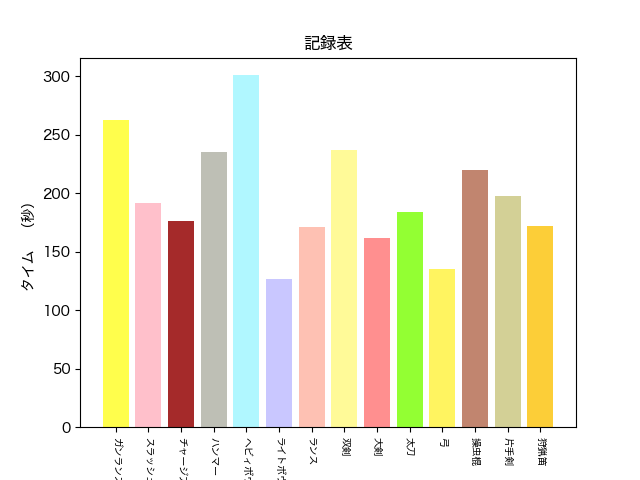 記録表
タイム （秒）
300
250
200
150
100
50
0
ガンランス
スラッシュ
チャージ
ハンマー
ヘビィボウ
ライトボウ
ランス
双剣
大剣
太刀
弓
操虫棍
片手剣
狩猟笛